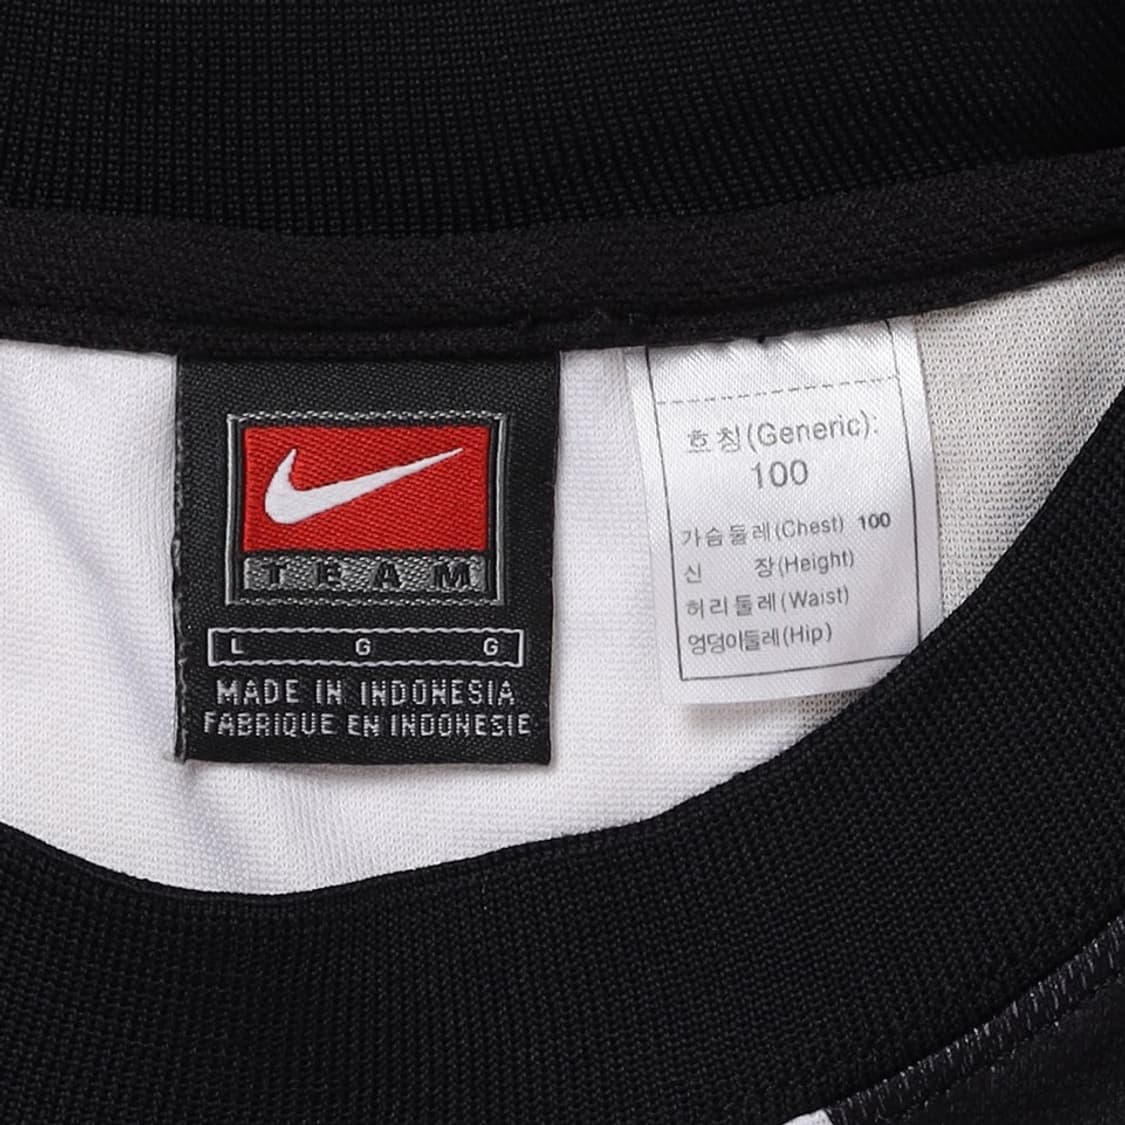 TEAM
L G G
MADE IN INDONESIA
FABRIQUE EN INDONESIE
호칭(Generic):
100
가슴둘레(Chest) 100
신 장(Height)
허리둘레(Waist)
엉덩이둘레(Hip)